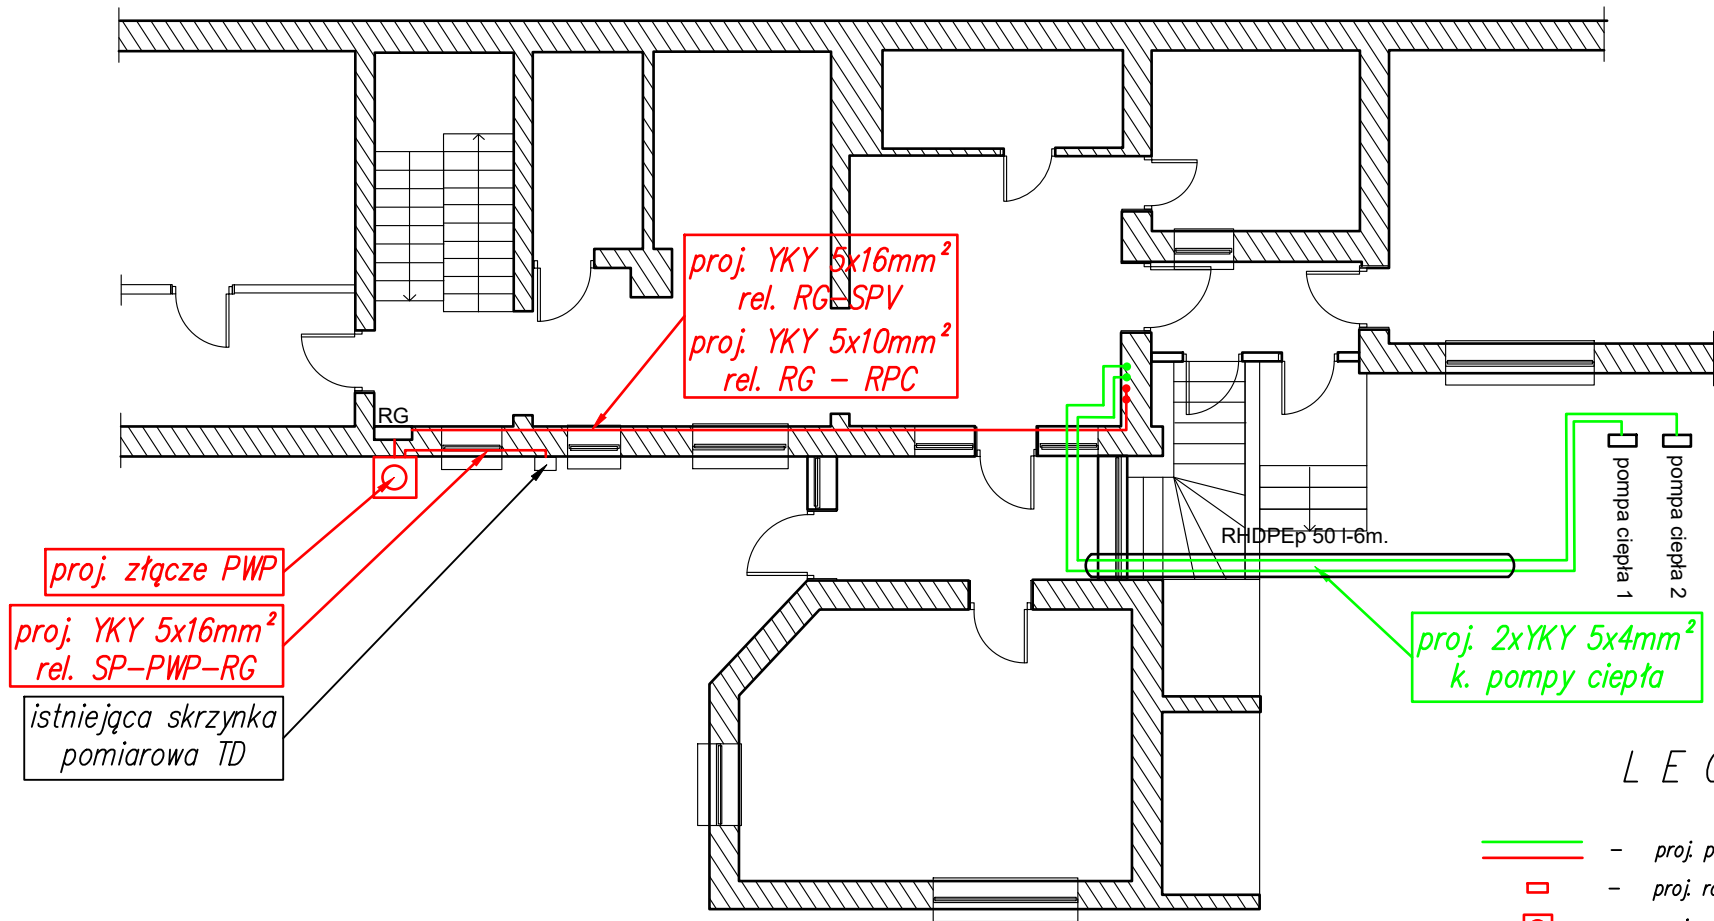 proj. YKY 5x16mm²
rel. RG-SPV
proj. YKY 5x10mm²
rel. RG - RPC
RG
proj. złącze PWP
proj. YKY 5x16mm²
rel. SP-PWP-RG
istniejąca skrzynka
pomiarowa TD
RHDPEp 50 l-6m.
pompa ciepła 1
pompa ciepła 2
proj. 2xYKY 5x4mm²
k. pompy ciepła
L E
- proj.
- proj.